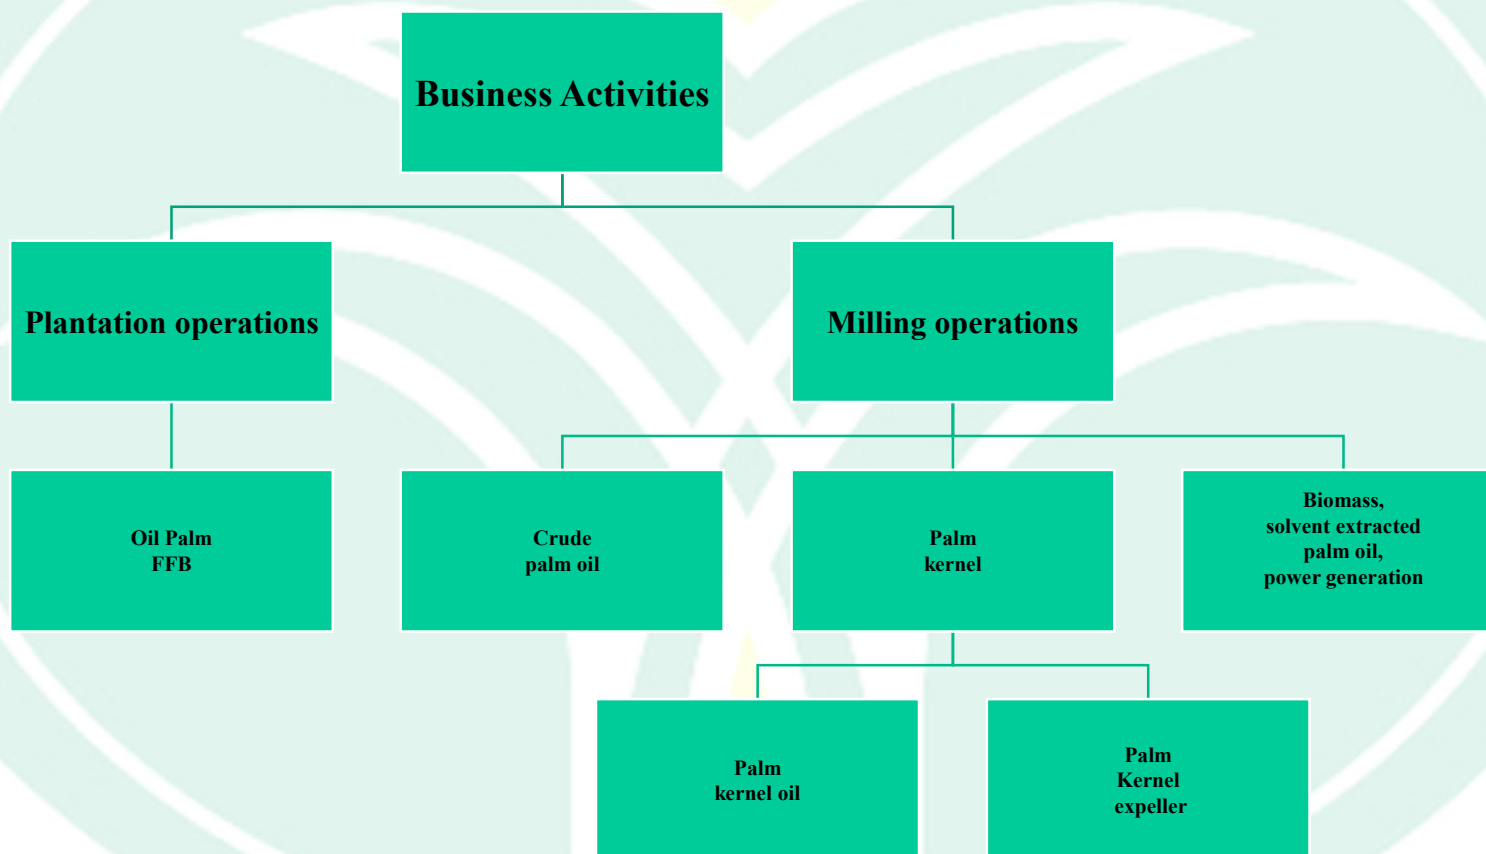 Business Activities
Plantation operations
Milling operations
Oil Palm
FFB
Crude
palm oil
Palm
kernel
Biomass,
solvent extracted
palm oil,
power generation
Palm
kernel oil
Palm
Kernel
expeller